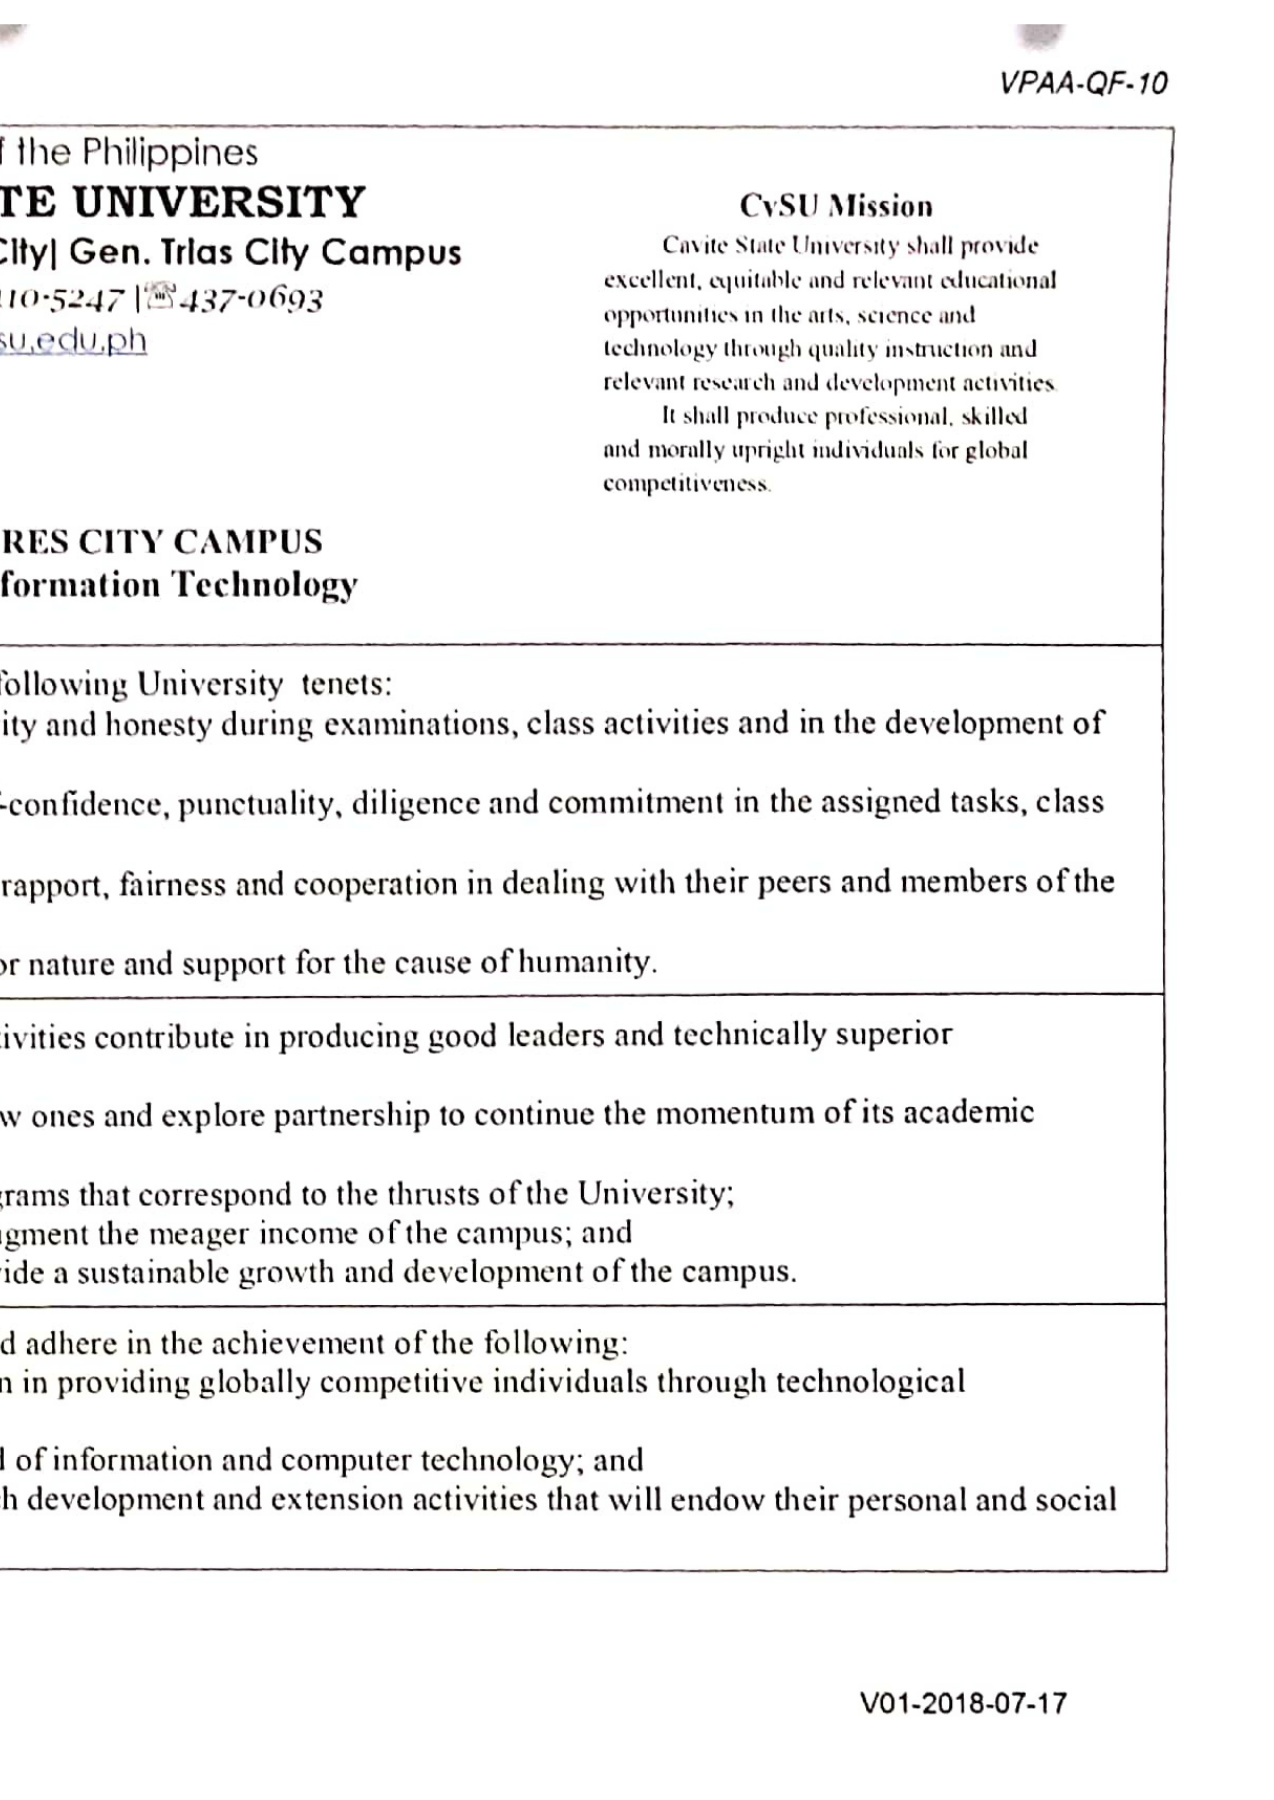 VPAA-QF-10
the Philippines
TE UNIVERSITY
City| Gen. Trias City Campus
10-5247 |☏437-0693
su.edu.ph
CvSU Mission
Cavite State University shall provide
excellent, equitable and relevant educational
opportunities in the arts, science and
technology through quality instruction and
relevant research and development activities.
It shall produce professional, skilled
and morally upright individuals for global
competitiveness.
RES CITY CAMPUS
formation Technology
following University tenets:
ity and honesty during examinations, class activities and in the development of
-confidence, punctuality, diligence and commitment in the assigned tasks, class
rapport, fairness and cooperation in dealing with their peers and members of the
or nature and support for the cause of humanity.
ivities contribute in producing good leaders and technically superior
w ones and explore partnership to continue the momentum of its academic
grams that correspond to the thrusts of the University;
gment the meager income of the campus; and
ide a sustainable growth and development of the campus.
d adhere in the achievement of the following:
n in providing globally competitive individuals through technological
of information and computer technology; and
h development and extension activities that will endow their personal and social
V01-2018-07-17